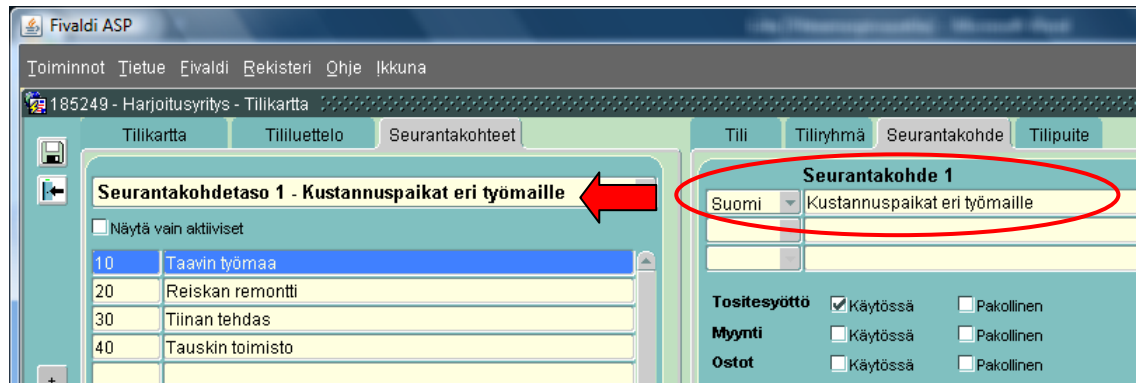 Fivaldi ASP
Toiminnot Tietue Fivaldi Rekisteri Ohje Ikkuna
185249 - Harjoitusyritys - Tilikartta
Tilikartta Tililuettelo Seurantakohteet
Seurantakohdetaso 1 - Kustannuspaikat eri työmaille
Näytä vain aktiiviset
10 Taavin työmaa
20 Reiskan remontti
30 Tiinan tehdas
40 Tauskin toimisto
+
Tili Tiliryhmä Seurantakohde Tilipuite
Seurantakohde 1
Suomi Kustannuspaikat eri työmaille
Tositesyöttö Käytössä Pakollinen
Myynti Käytössä Pakollinen
Ostot Käytössä Pakollinen